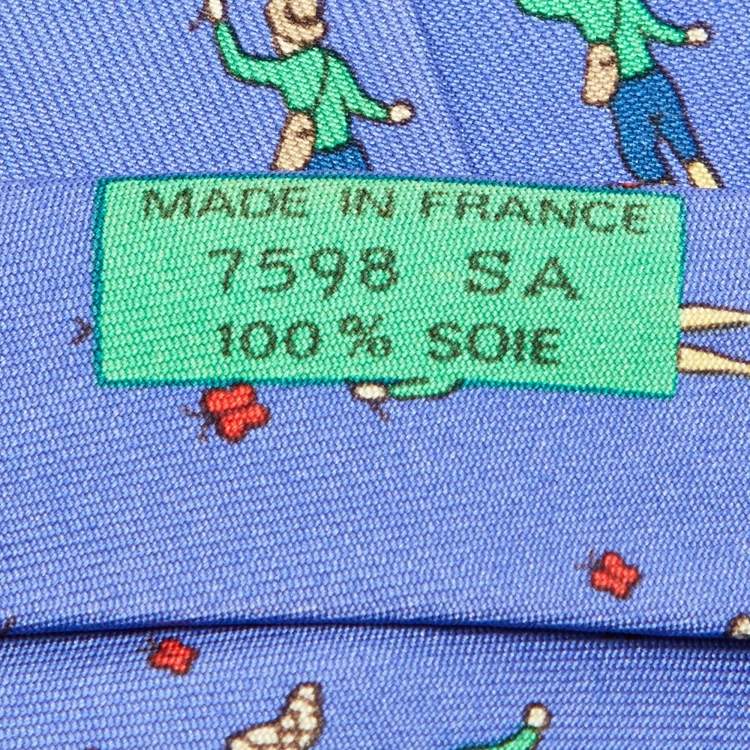 MADE IN FRANCE
7598 SA
100 % SOIE